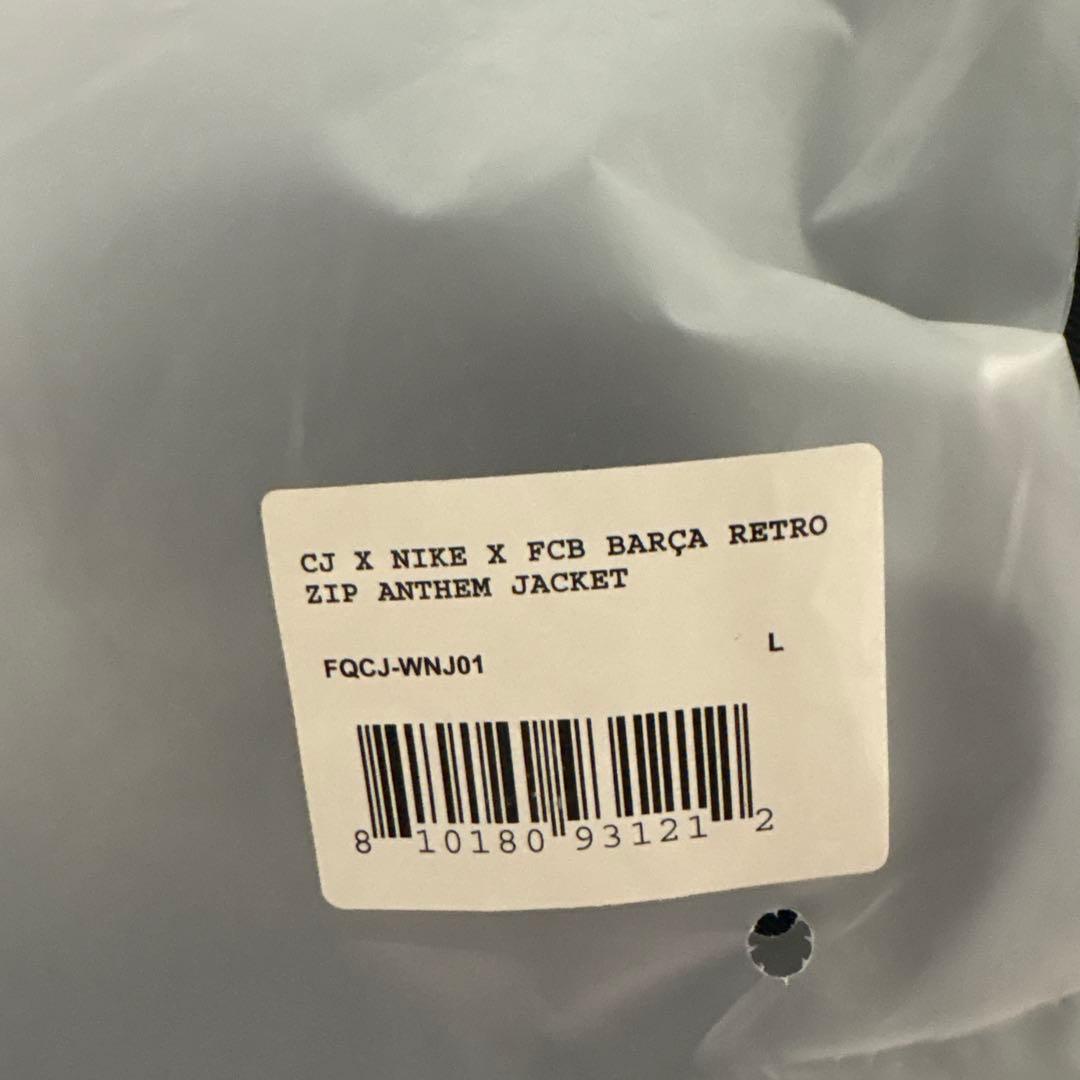 CJ X NIKE X FCB BARÇA RETRO
ZIP ANTHEM JACKET
L
FQCJ-WNJ01
8 10180 93121 2